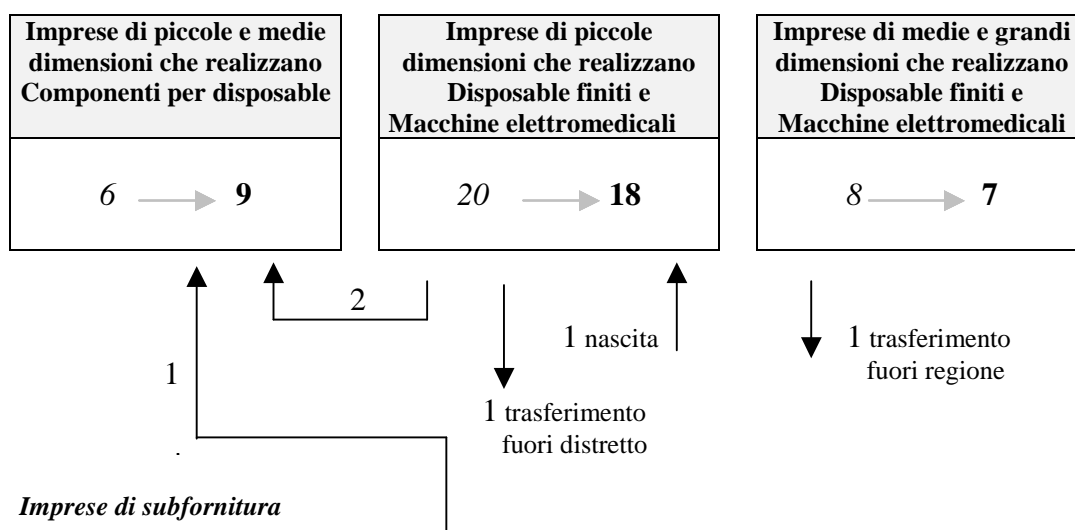 Imprese di piccole e medie
dimensioni che realizzano
Componenti per disposable
Imprese di piccole
dimensioni che realizzano
Disposable finiti e
Macchine elettromedicali
Imprese di medie e grandi
dimensioni che realizzano
Disposable finiti e
Macchine elettromedicali
6 9
20 18
8 7
2
1 nascita
1 trasferimento
fuori regione
1
1 trasferimento
fuori distretto
.
Imprese di subfornitura